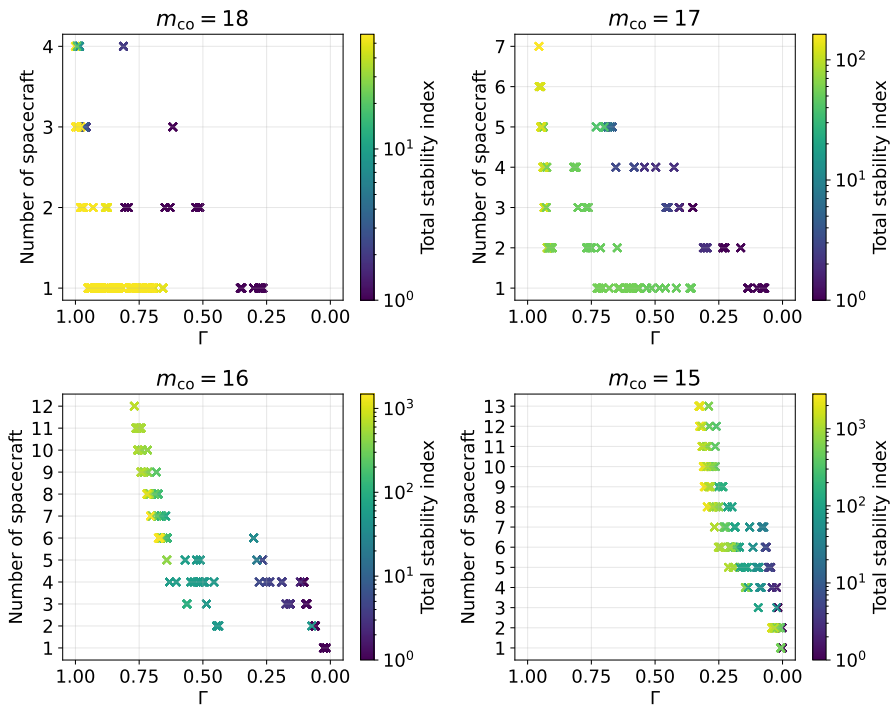 m_co = 18
4
3
2
1
Number of spacecraft
1.00 0.75 0.50 0.25 0.00
Γ
10^1
10^0
Total stability index
m_co = 17
7
6
5
4
3
2
1
Number of spacecraft
1.00 0.75 0.50 0.25 0.00
Γ
10^2
10^1
10^0
Total stability index
m_co = 16
12
11
10
9
8
7
6
5
4
3
2
1
Number of spacecraft
1.00 0.75 0.50 0.25 0.00
Γ
10^3
10^2
10^1
10^0
Total stability index
m_co = 15
13
12
11
10
9
8
7
6
5
4
3
2
1
Number of spacecraft
1.00 0.75 0.50 0.25 0.00
Γ
10^3
10^2
10^1
10^0
Total stability index